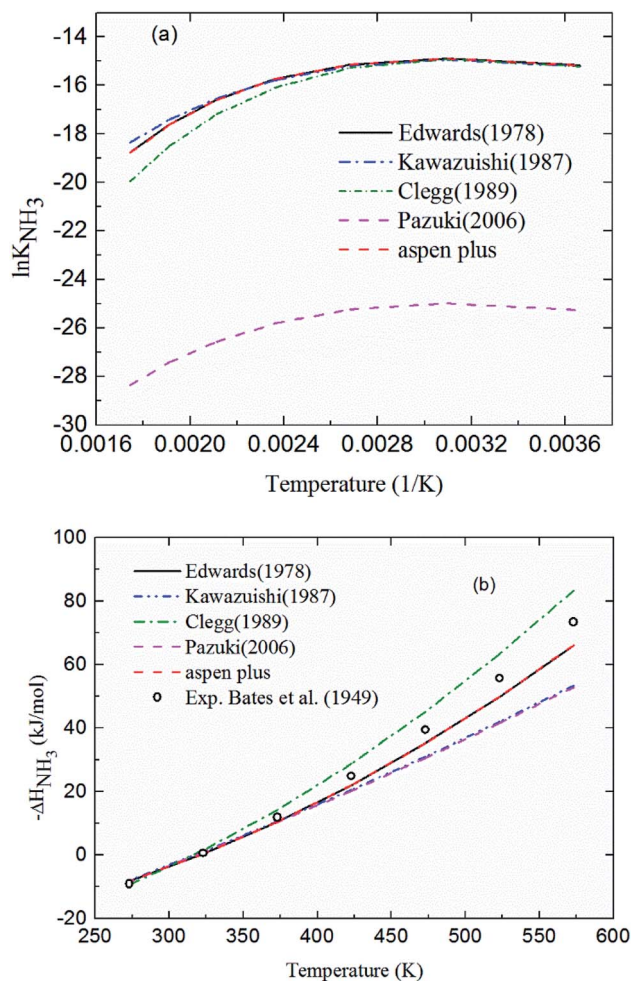 (a)
-14
-15
-16
-18
-20
-22
-24
-26
-28
-30
lnK_NH3
Edwards(1978)
Kawazuishi(1987)
Clegg(1989)
Pazuki(2006)
aspen plus
0.0016 0.0020 0.0024 0.0028 0.0032 0.0036
Temperature (1/K)
100
80
60
40
20
0
-20
-ΔH_NH3 (kJ/mol)
Edwards(1978)
Kawazuishi(1987)
Clegg(1989)
Pazuki(2006)
aspen plus
Exp. Bates et al. (1949)
(b)
250 300 350 400 450 500 550 600
Temperature (K)